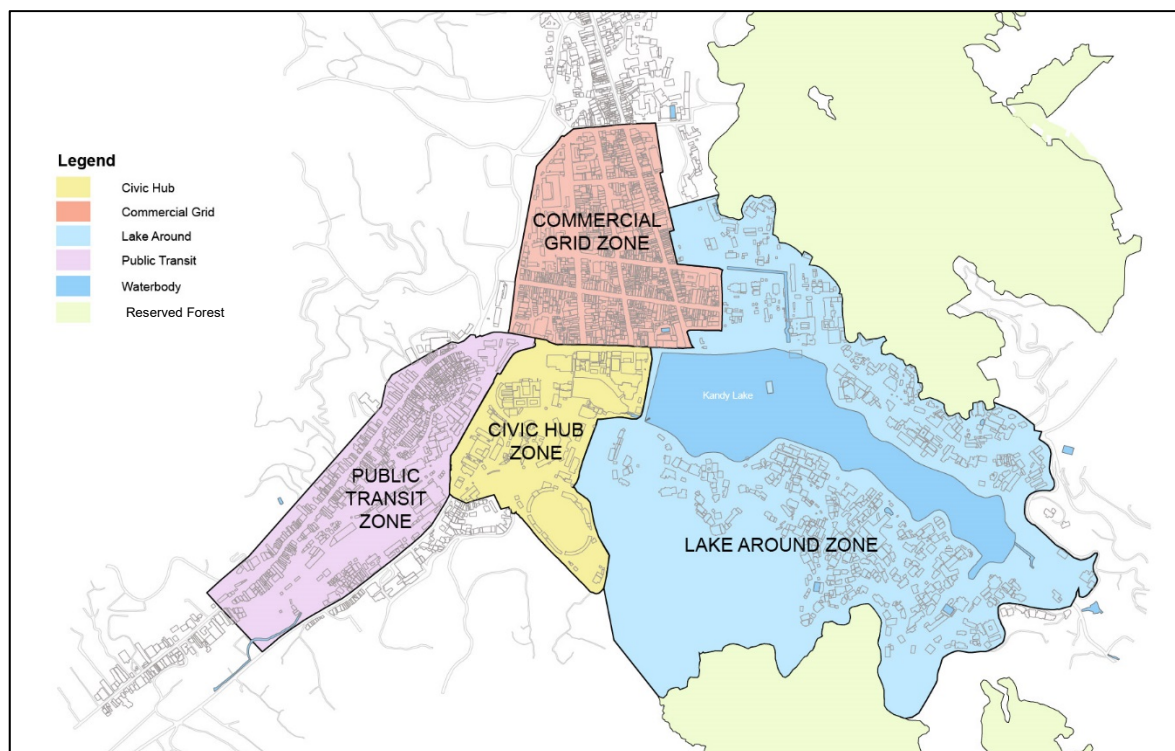 Legend
Civic Hub
Commercial Grid
Lake Around
Public Transit
Waterbody
Reserved Forest
COMMERCIAL
GRID ZONE
Kandy Lake
CIVIC HUB
ZONE
PUBLIC
TRANSIT
ZONE
LAKE AROUND ZONE